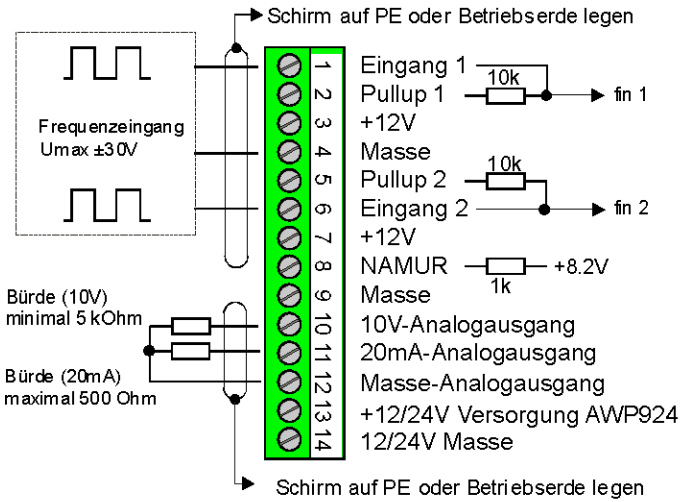 Schirm auf PE oder Betriebserde legen
Frequenzeingang
Umax ±30V
1 Eingang 1
10k
fin 1
2 Pullup 1
3 +12V
4 Masse
10k
5 Pullup 2
6 Eingang 2
fin 2
7 +12V
8 NAMUR
1k
+8.2V
9 Masse
Bürde (10V)
minimal 5 kOhm
10 10V-Analogausgang
11 20mA-Analogausgang
Bürde (20mA)
maximal 500 Ohm
12 Masse-Analogausgang
13 +12/24V Versorgung AWP924
14 12/24V Masse
Schirm auf PE oder Betriebserde legen